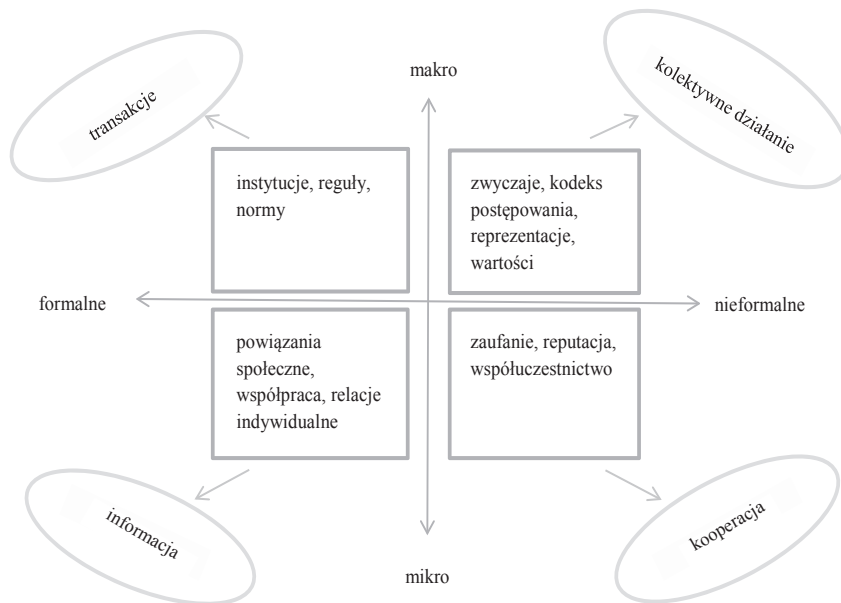 transakcje
makro
kolektywne działanie
instytucje, reguły,
normy
zwyczaje, kodeks
postępowania,
reprezentacje,
wartości
formalne
nieformalne
powiązania
społeczne,
współpraca, relacje
indywidualne
zaufanie, reputacja,
współuczestnictwo
informacja
mikro
kooperacja